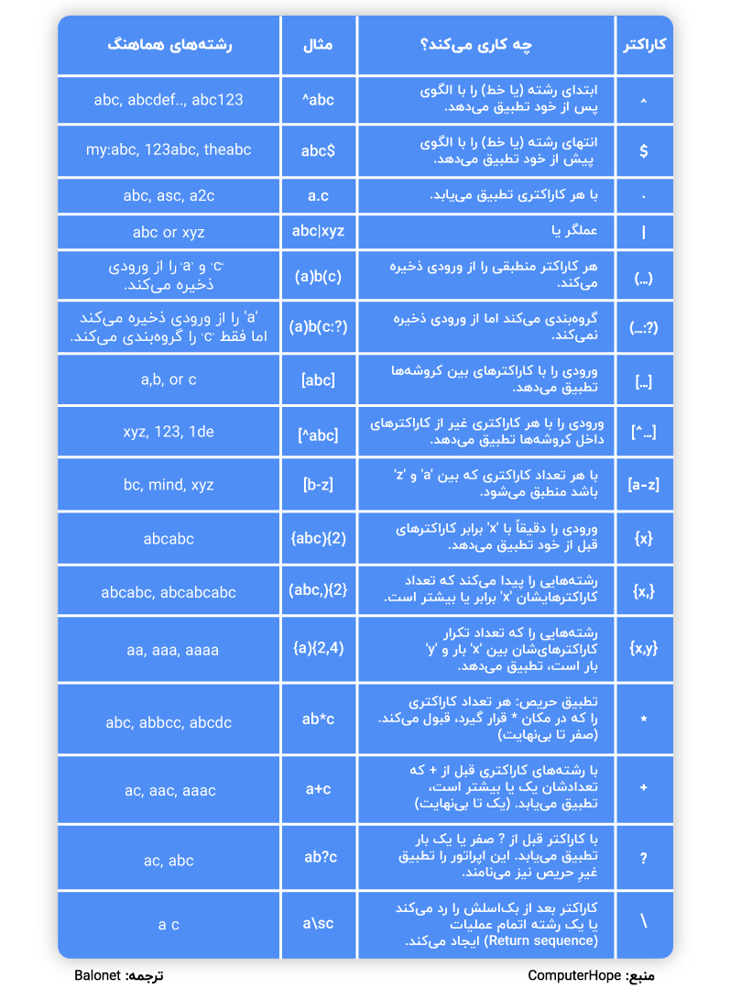 کاراکتر
چه کاری می‌کند؟
مثال
رشته‌های هماهنگ
^
ابتدای رشته (یا خط) را با الگوی
پس از خود تطبیق می‌دهد.
^abc
abc, abcdef.., abc123
$
انتهای رشته (یا خط) را با الگوی
پیش از خود تطبیق می‌دهد.
abc$
my:abc, 123abc, theabc
.
با هر کاراکتری تطبیق می‌یابد.
a.c
abc, asc, a2c
|
عملگر یا
abc|xyz
abc or xyz
(...)
هر کاراکتر منطبقی را از ورودی ذخیره
می‌کند.
(a)b(c)
'c' و 'a' را از ورودی
ذخیره می‌کند.
(...:?)
گروه‌بندی می‌کند اما از ورودی ذخیره
نمی‌کند.
(a)b(c:?)
'a' را از ورودی ذخیره می‌کند
اما فقط 'c' را گروه‌بندی می‌کند.
[...]
ورودی را با کاراکترهای بین کروشه‌ها
تطبیق می‌دهد.
[abc]
a,b, or c
[^...]
ورودی را با هر کاراکتری غیر از کاراکترهای
داخل کروشه‌ها تطبیق می‌دهد.
[^abc]
xyz, 123, 1de
[a-z]
با هر تعداد کاراکتری که بین 'a' و 'z'
باشد منطبق می‌شود.
[b-z]
bc, mind, xyz
{x}
ورودی را دقیقاً با 'x' برابر کاراکترهای
قبل از خود تطبیق می‌دهد.
{abc){2)
abcabc
{x,}
رشته‌هایی را پیدا می‌کند که تعداد
کاراکترهایشان 'x' برابر یا بیشتر است.
(abc,){2}
abcabc, abcabcabc
{x,y}
رشته‌هایی را که تعداد تکرار
کاراکترهای‌شان بین 'x' بار و 'y'
بار است، تطبیق می‌دهد.
{a){2,4)
aa, aaa, aaaa
*
تطبیق حریص: هر تعداد کاراکتری
را که در مکان * قرار گیرد، قبول می‌کند.
(صفر تا بی‌نهایت)
ab*c
abc, abbcc, abcdc
+
با رشته‌های کاراکتری قبل از + که
تعدادشان یک یا بیشتر است،
تطبیق می‌یابد. (یک تا بی‌نهایت)
a+c
ac, aac, aaac
?
با کاراکتر قبل از ? صفر یا یک بار
تطبیق می‌یابد. این اپراتور را تطبیق
غیرِ حریص نیز می‌نامند.
ab?c
ac, abc
\
کاراکتر بعد از بک‌اسلش را رد می‌کند
یا یک رشته اتمام عملیات
(Return sequence) ایجاد می‌کند.
a\sc
a c
منبع: ComputerHope
ترجمه: Balonet